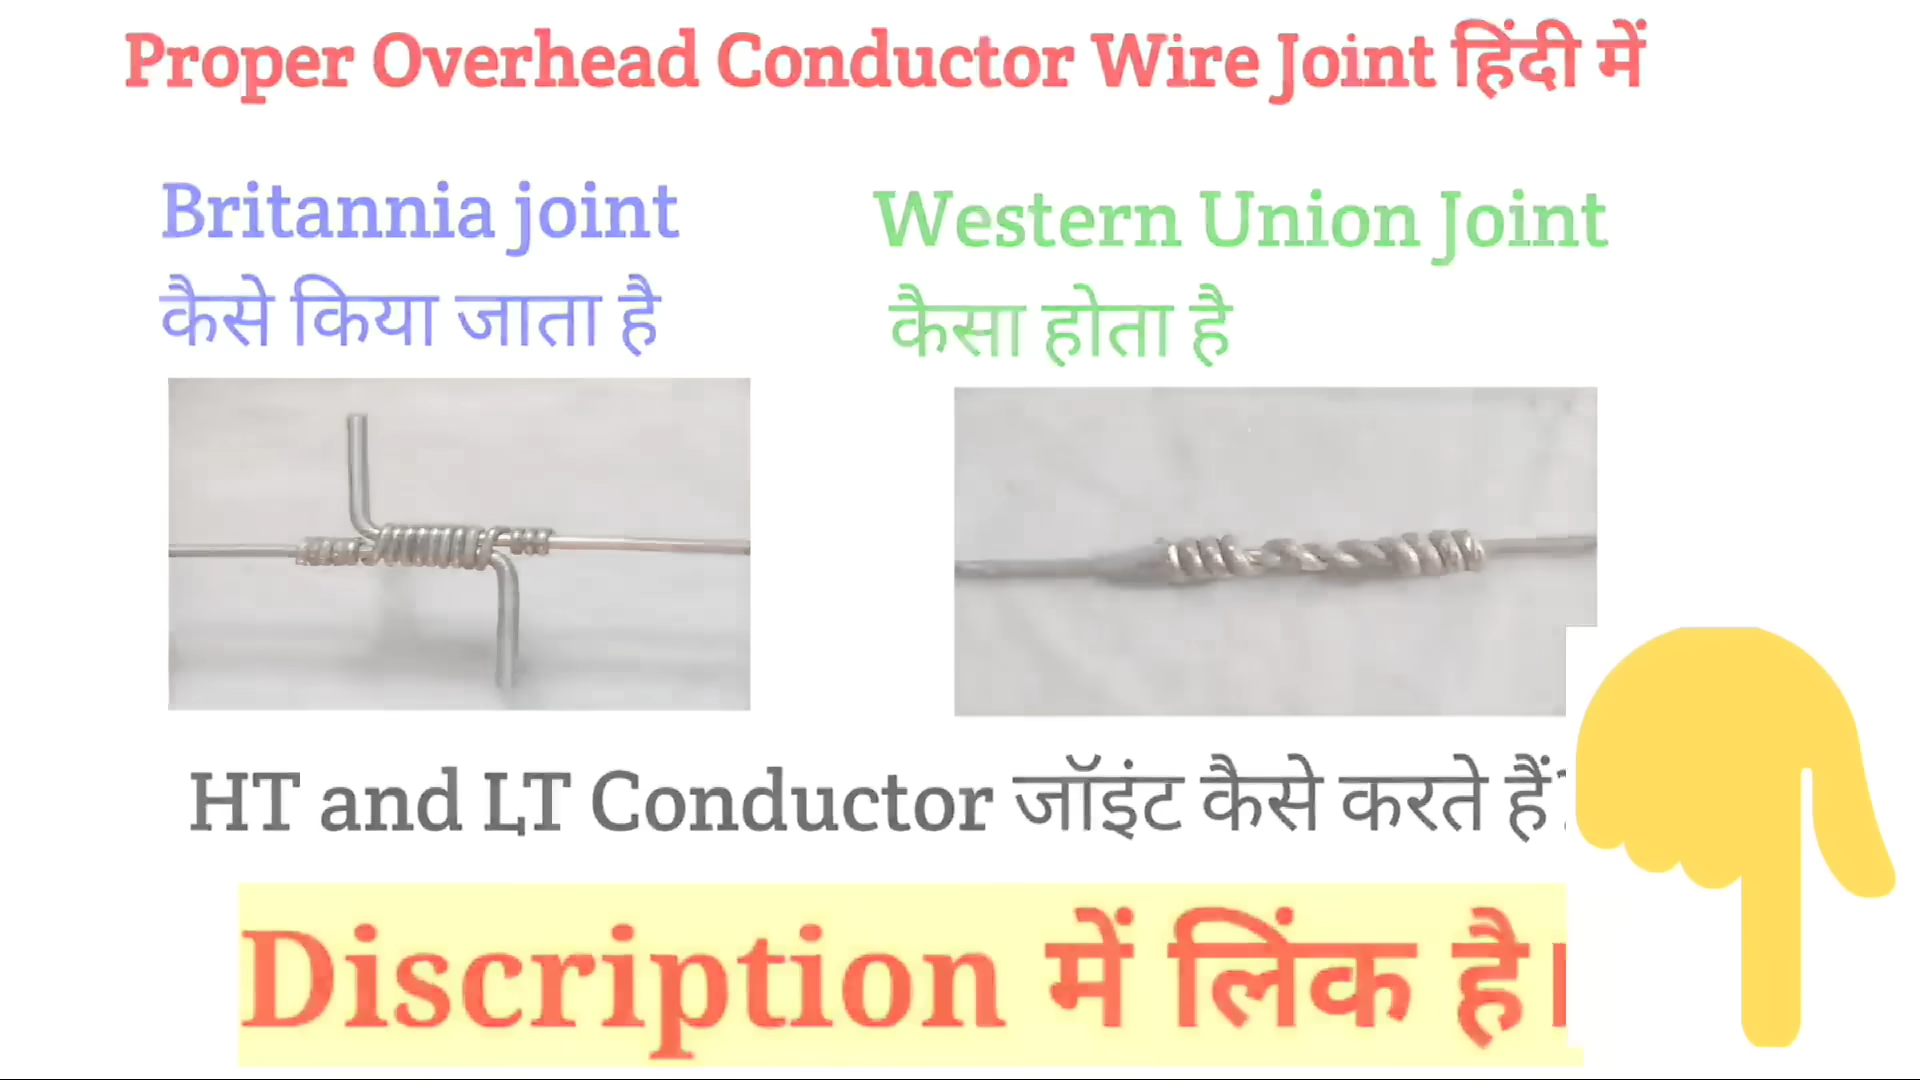 Proper Overhead Conductor Wire Joint हिंदी में
Britannia joint
कैसे किया जाता है
Western Union Joint
कैसा होता है
HT and LT Conductor जॉइंट कैसे करते हैं?
Discription में लिंक है।